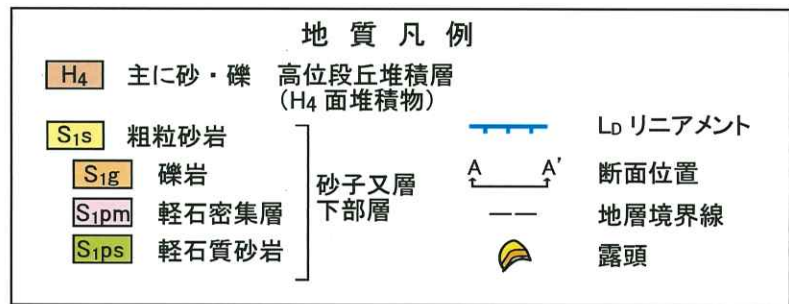 地質凡例
H4 主に砂・礫 高位段丘堆積層
(H4 面堆積物)
S1s 粗粒砂岩
S1g 礫岩
S1pm 軽石密集層
S1ps 軽石質砂岩
砂子又層
下部層
LD リニアメント
A A' 断面位置
地層境界線
露頭